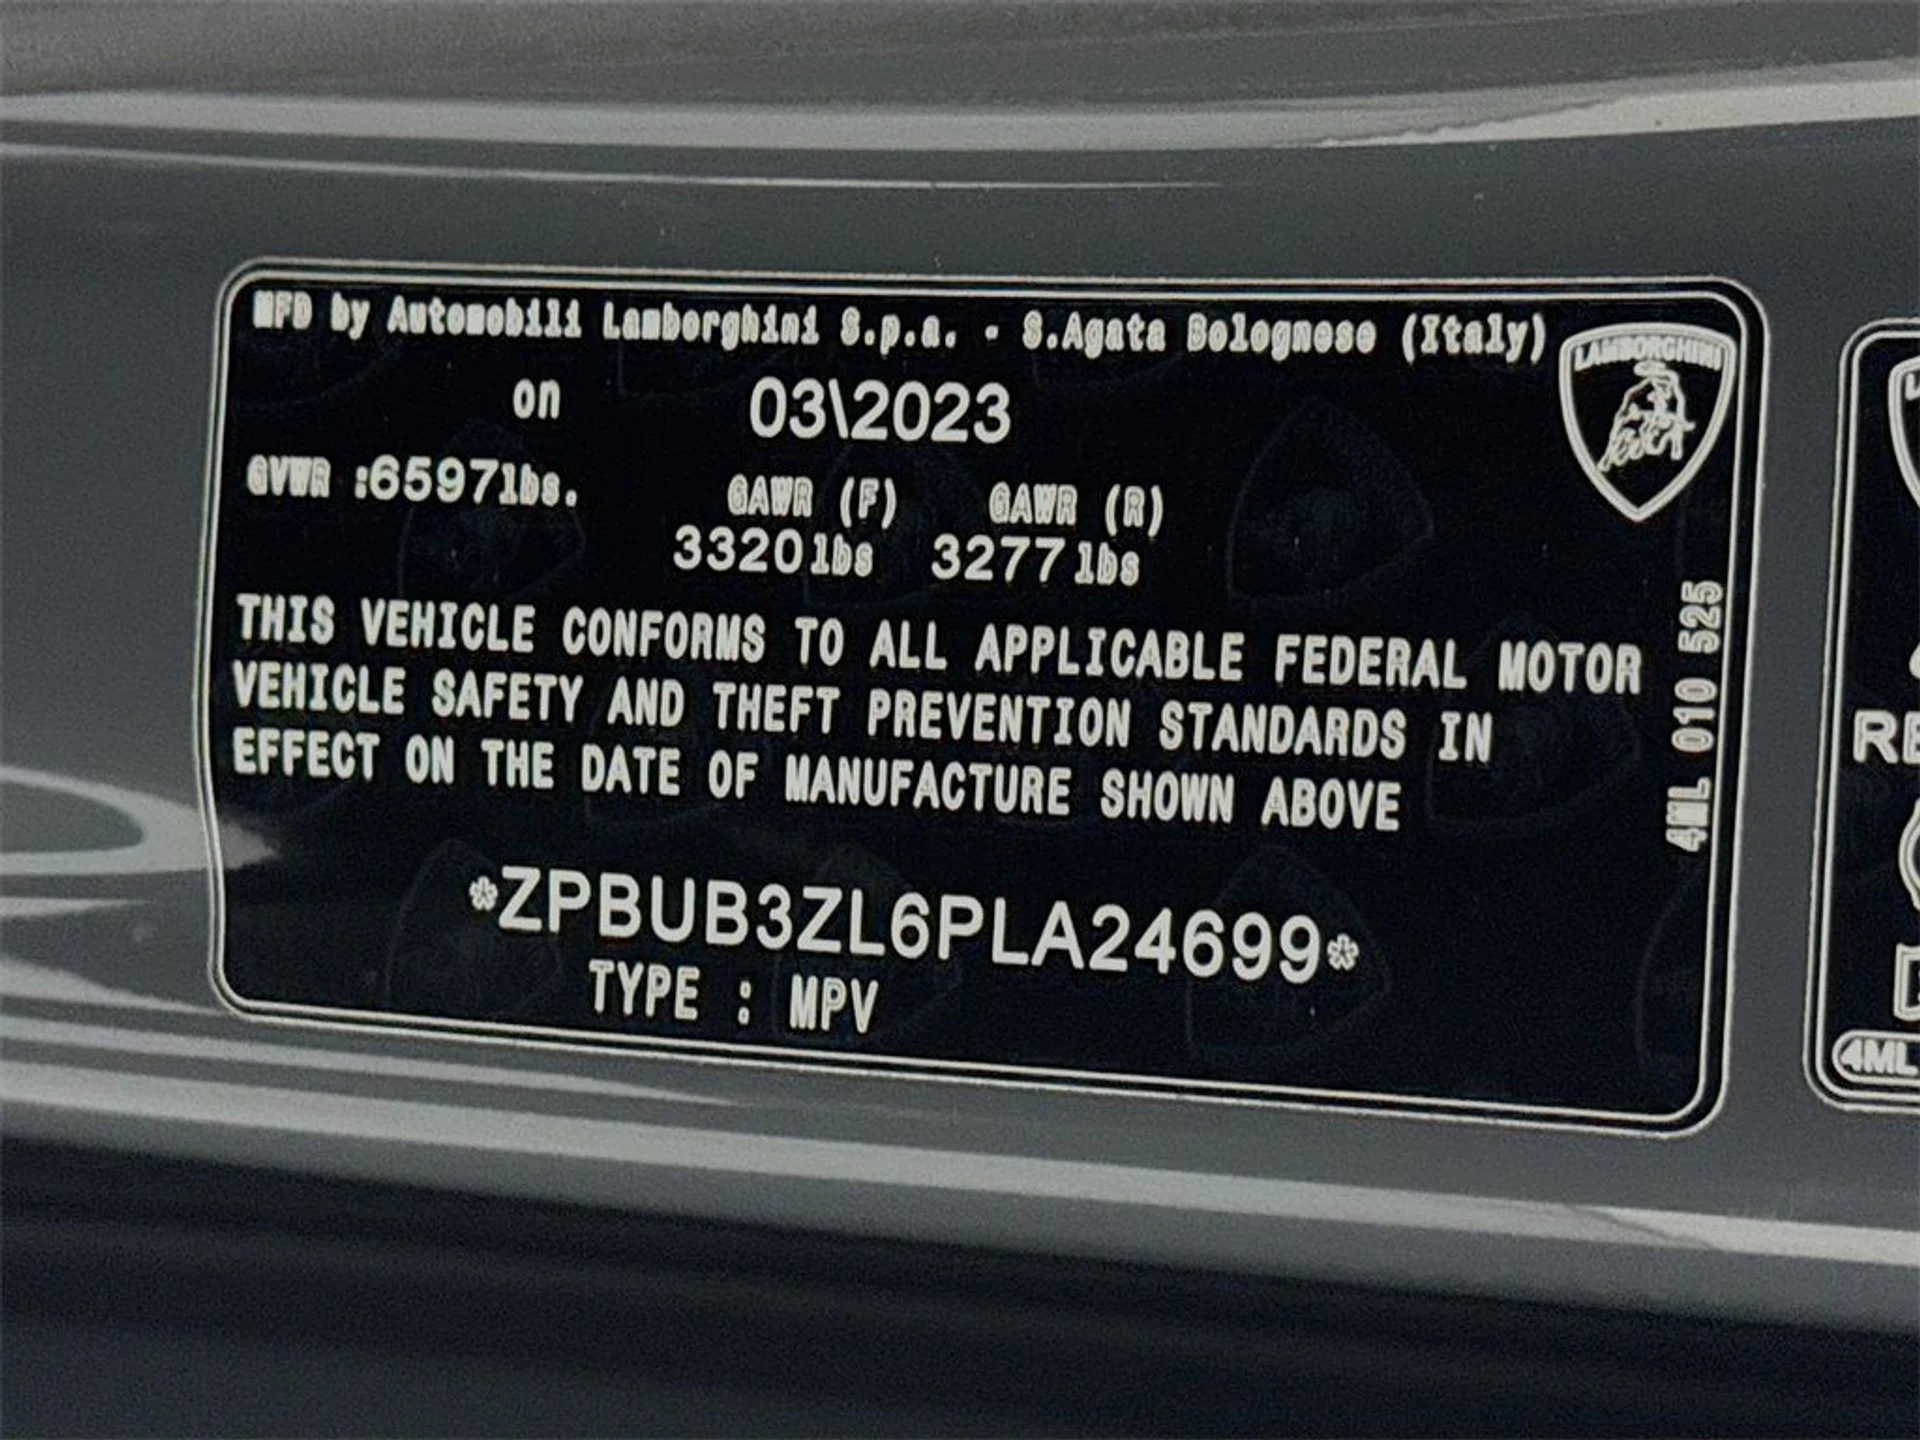 MFD by Automobili Lamborghini S.p.a. - S.Agata Bolognese (Italy)
on 03\2023
GVWR :6597lbs. GAWR (F) GAWR (R)
3320lbs 3277lbs
THIS VEHICLE CONFORMS TO ALL APPLICABLE FEDERAL MOTOR
VEHICLE SAFETY AND THEFT PREVENTION STANDARDS IN
EFFECT ON THE DATE OF MANUFACTURE SHOWN ABOVE
*ZPBUB3ZL6PLA24699*
TYPE : MPV
LAMBORGHINI
4ML 010 525
RE
4ML